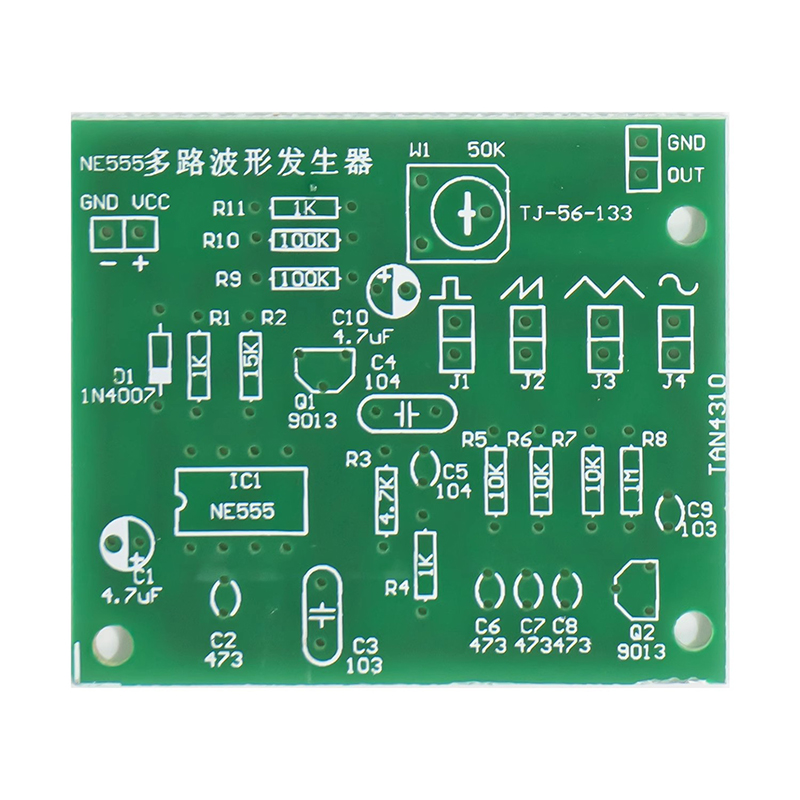 NE555多路波形发生器
W1 50K
GND
OUT
GND VCC
- +
R11 1K
R10 100K
R9 100K
TJ-56-133
+
C10
4.7uF
J1
J2
J3
J4
D1
1N4007
R1
1K
R2
15K
Q1
9013
C4
104
TAN4310
IC1
NE555
R3
4.7K
C5
104
R5
10K
R6
10K
R7
10K
R8
1M
C9
103
+
C1
4.7uF
R4
1K
C2
473
C3
103
C6
473
C7
473
C8
473
Q2
9013